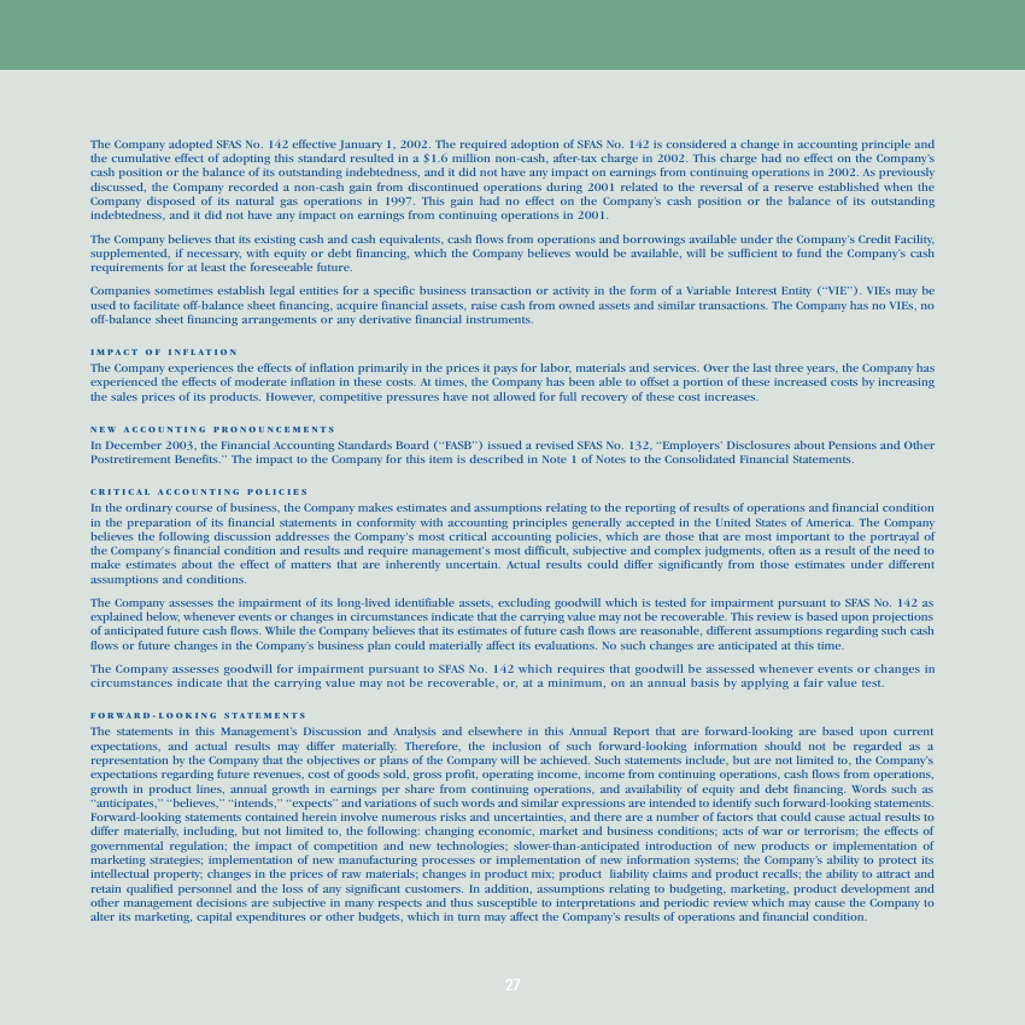 The Company adopted SFAS No. 142 effective January 1, 2002. The required adoption of SFAS No. 142 is considered a change in accounting principle and
the cumulative effect of adopting this standard resulted in a $1.6 million non-cash, after-tax charge in 2002. This charge had no effect on the Company's
cash position or the balance of its outstanding indebtedness, and it did not have any impact on earnings from continuing operations in 2002. As previously
discussed, the Company recorded a non-cash gain from discontinued operations during 2001 related to the reversal of a reserve established when the
Company disposed of its natural gas operations in 1997. This gain had no effect on the Company's cash position or the balance of its outstanding
indebtedness, and it did not have any impact on earnings from continuing operations in 2001.
The Company believes that its existing cash and cash equivalents, cash flows from operations and borrowings available under the Company's Credit Facility,
supplemented, if necessary, with equity or debt financing, which the Company believes would be available, will be sufficient to fund the Company's cash
requirements for at least the foreseeable future.
Companies sometimes establish legal entities for a specific business transaction or activity in the form of a Variable Interest Entity ("VIE"). VIEs may be
used to facilitate off-balance sheet financing, acquire financial assets, raise cash from owned assets and similar transactions. The Company has no VIEs, no
off-balance sheet financing arrangements or any derivative financial instruments.
IMPACT OF INFLATION
The Company experiences the effects of inflation primarily in the prices it pays for labor, materials and services. Over the last three years, the Company has
experienced the effects of moderate inflation in these costs. At times, the Company has been able to offset a portion of these increased costs by increasing
the sales prices of its products. However, competitive pressures have not allowed for full recovery of these cost increases.
NEW ACCOUNTING PRONOUNCEMENTS
In December 2003, the Financial Accounting Standards Board ("FASB") issued a revised SFAS No. 132, "Employers' Disclosures about Pensions and Other
Postretirement Benefits." The impact to the Company for this item is described in Note 1 of Notes to the Consolidated Financial Statements.
CRITICAL ACCOUNTING POLICIES
In the ordinary course of business, the Company makes estimates and assumptions relating to the reporting of results of operations and financial condition
in the preparation of its financial statements in conformity with accounting principles generally accepted in the United States of America. The Company
believes the following discussion addresses the Company's most critical accounting policies, which are those that are most important to the portrayal of
the Company's financial condition and results and require management's most difficult, subjective and complex judgments, often as a result of the need to
make estimates about the effect of matters that are inherently uncertain. Actual results could differ significantly from those estimates under different
assumptions and conditions.
The Company assesses the impairment of its long-lived identifiable assets, excluding goodwill which is tested for impairment pursuant to SFAS No. 142 as
explained below, whenever events or changes in circumstances indicate that the carrying value may not be recoverable. This review is based upon projections
of anticipated future cash flows. While the Company believes that its estimates of future cash flows are reasonable, different assumptions regarding such cash
flows or future changes in the Company's business plan could materially affect its evaluations. No such changes are anticipated at this time.
The Company assesses goodwill for impairment pursuant to SFAS No. 142 which requires that goodwill be assessed whenever events or changes in
circumstances indicate that the carrying value may not be recoverable, or, at a minimum, on an annual basis by applying a fair value test.
FORWARD-LOOKING STATEMENTS
The statements in this Management's Discussion and Analysis and elsewhere in this Annual Report that are forward-looking are based upon current
expectations, and actual results may differ materially. Therefore, the inclusion of such forward-looking information should not be regarded as a
representation by the Company that the objectives or plans of the Company will be achieved. Such statements include, but are not limited to, the Company's
expectations regarding future revenues, cost of goods sold, gross profit, operating income, income from continuing operations, cash flows from operations,
growth in product lines, annual growth in earnings per share from continuing operations, and availability of equity and debt financing. Words such as
"anticipates," "believes," "intends," "expects" and variations of such words and similar expressions are intended to identify such forward-looking statements.
Forward-looking statements contained herein involve numerous risks and uncertainties, and there are a number of factors that could cause actual results to
differ materially, including, but not limited to, the following: changing economic, market and business conditions; acts of war or terrorism; the effects of
governmental regulation; the impact of competition and new technologies; slower-than-anticipated introduction of new products or implementation of
marketing strategies; implementation of new manufacturing processes or implementation of new information systems; the Company's ability to protect its
intellectual property; changes in the prices of raw materials; changes in product mix; product liability claims and product recalls; the ability to attract and
retain qualified personnel and the loss of any significant customers. In addition, assumptions relating to budgeting, marketing, product development and
other management decisions are subjective in many respects and thus susceptible to interpretations and periodic review which may cause the Company to
alter its marketing, capital expenditures or other budgets, which in turn may affect the Company's results of operations and financial condition.
27